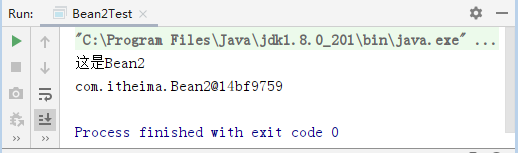 Run: Bean2Test
"C:\Program Files\Java\jdk1.8.0_201\bin\java.exe" ...
这是Bean2
com.itheima.Bean2@14bf9759
Process finished with exit code 0